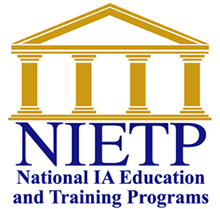 NIETP
National IA Education
and Training Programs